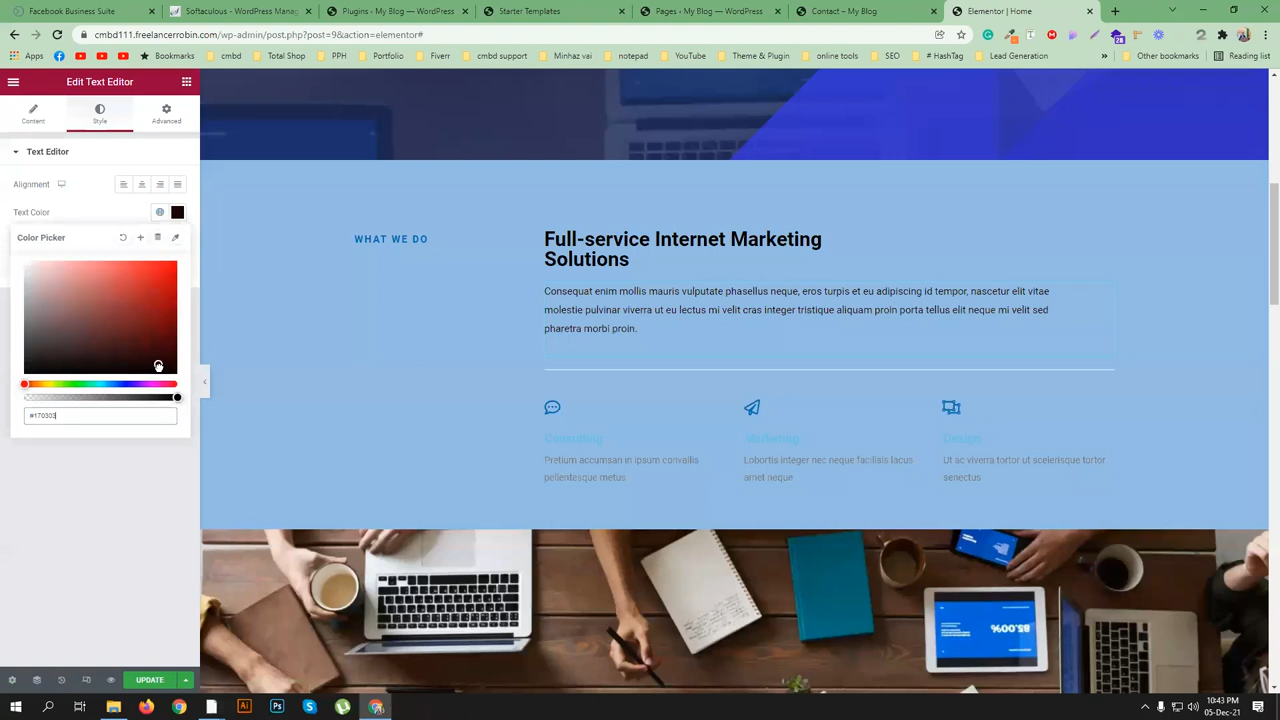 Softaculous - WordPress Manag
Plugins ‹ My Blog — WordPress
Starter Templates
Pages ‹ My Blog — WordPress
Contact – My Blog
Elementor | Home
cmbd111.freelancerrobin.com/wp-admin/post.php?post=9&action=elementor#
Apps
Bookmarks
cmbd
Total Shop
PPH
Portfolio
Fiverr
cmbd support
Minhaz vai
notepad
YouTube
Theme & Plugin
online tools
SEO
# HashTag
Lead Generation
Other bookmarks
Reading list
Edit Text Editor
Content
Style
Advanced
Text Editor
Alignment
Text Color
Color Picker
#170303
UPDATE
WHAT WE DO
Full-service Internet Marketing
Solutions
Consequat enim mollis mauris vulputate phasellus neque, eros turpis et eu adipiscing id tempor, nascetur elit vitae
molestie pulvinar viverra ut eu lectus mi velit cras integer tristique aliquam proin porta tellus elit neque mi velit sed
pharetra morbi proin.
Consulting
Marketing
Design
Pretium accumsan in ipsum convallis
pellentesque metus
Lobortis integer nec neque facilisis lacus
amet neque
Ut ac viverra tortor ut scelerisque tortor
senectus
85.00%
10:43 PM
05-Dec-21